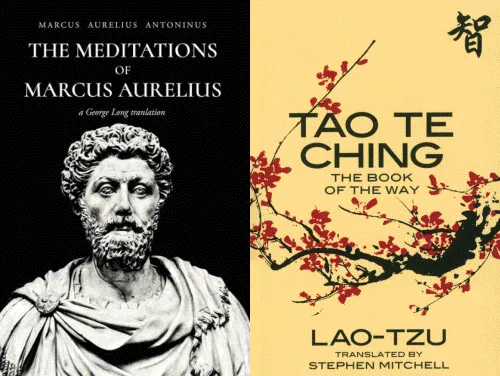 MARCUS AURELIUS ANTONINUS
THE MEDITATIONS
OF
MARCUS AURELIUS
a George Long tranlation
智
TAO TE
CHING
THE BOOK
OF THE WAY
LAO-TZU
TRANSLATED BY
STEPHEN MITCHELL